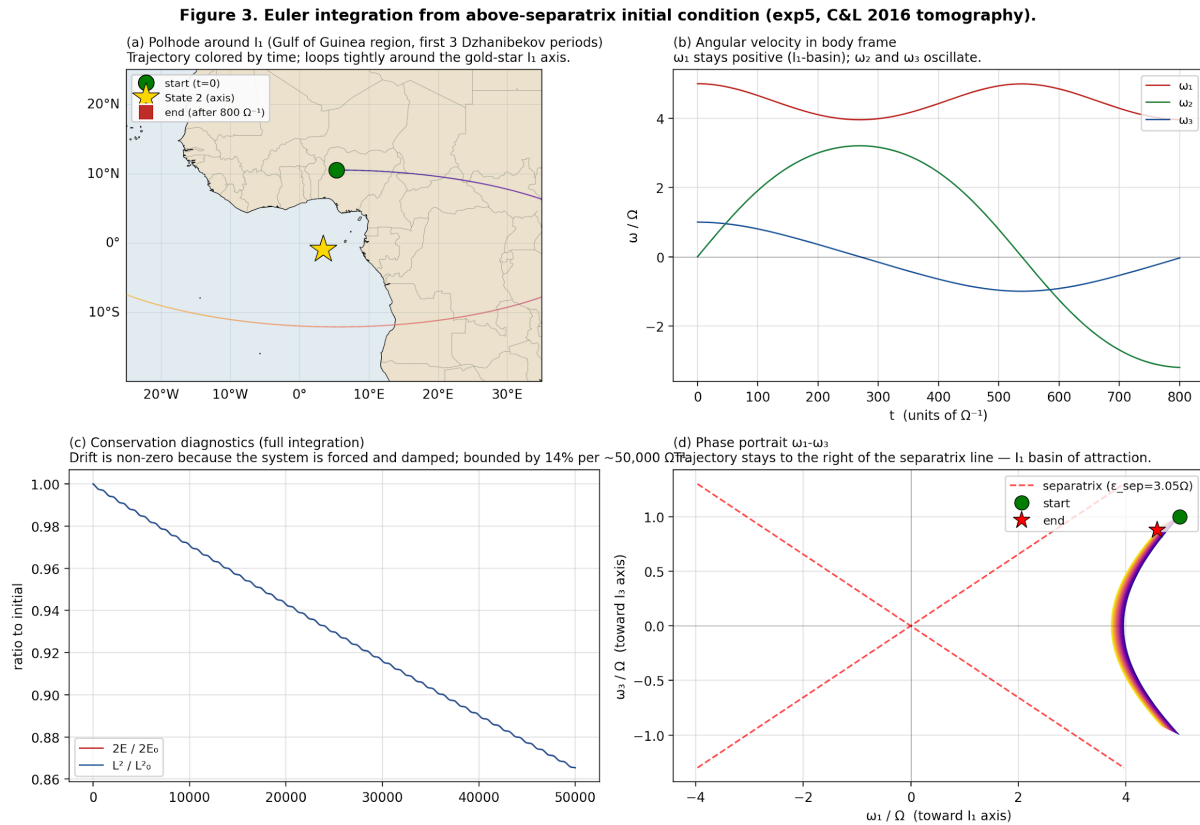 Figure 3. Euler integration from above-separatrix initial condition (exp5, C&L 2016 tomography).
(a) Polhode around I₁ (Gulf of Guinea region, first 3 Dzhanibekov periods)
Trajectory colored by time; loops tightly around the gold-star I₁ axis.
start (t=0)
State 2 (axis)
end (after 800 Ω⁻¹)
20°N
10°N
0°
10°S
20°W
10°W
0°
10°E
20°E
30°E
(b) Angular velocity in body frame
ω₁ stays positive (I₁-basin); ω₂ and ω₃ oscillate.
ω₁
ω₂
ω₃
ω / Ω
4
2
0
−2
0
100
200
300
400
500
600
700
800
t (units of Ω⁻¹)
(c) Conservation diagnostics (full integration)
Drift is non-zero because the system is forced and damped; bounded by 14% per ~50,000 Ω⁻¹.
ratio to initial
1.00
0.98
0.96
0.94
0.92
0.90
0.88
0.86
2E / 2E₀
L² / L²₀
0
10000
20000
30000
40000
50000
(d) Phase portrait ω₁-ω₃
Trajectory stays to the right of the separatrix line — I₁ basin of attraction.
separatrix (ε_sep=3.05Ω)
start
end
ω₃ / Ω (toward I₃ axis)
1.0
0.5
0.0
−0.5
−1.0
−4
−2
0
2
4
ω₁ / Ω (toward I₁ axis)